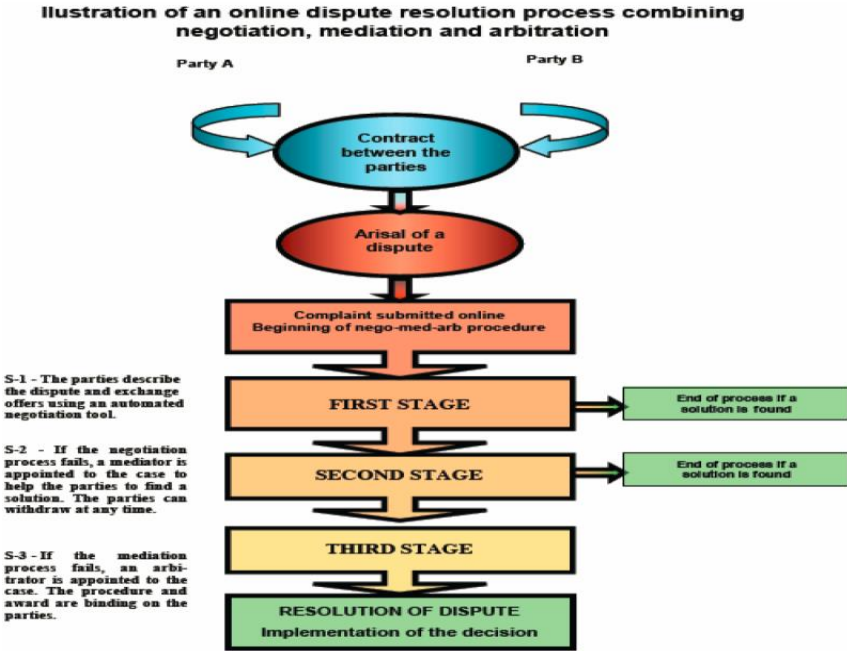 Ilustration of an online dispute resolution process combining
negotiation, mediation and arbitration
Party A
Party B
Contract
between the
parties
Arisal of a
dispute
Complaint submitted online
Beginning of nego-med-arb procedure
S-1 - The parties describe
the dispute and exchange
offers using an automated
negotiation tool.
FIRST STAGE
End of process if a
solution is found
S-2 - If the negotiation
process fails, a mediator is
appointed to the case to
help the parties to find a
solution. The parties can
withdraw at any time.
SECOND STAGE
End of process if a
solution is found
S-3 - If the mediation
process fails, an arbi-
trator is appointed to the
case. The procedure and
award are binding on the
parties.
THIRD STAGE
RESOLUTION OF DISPUTE
Implementation of the decision